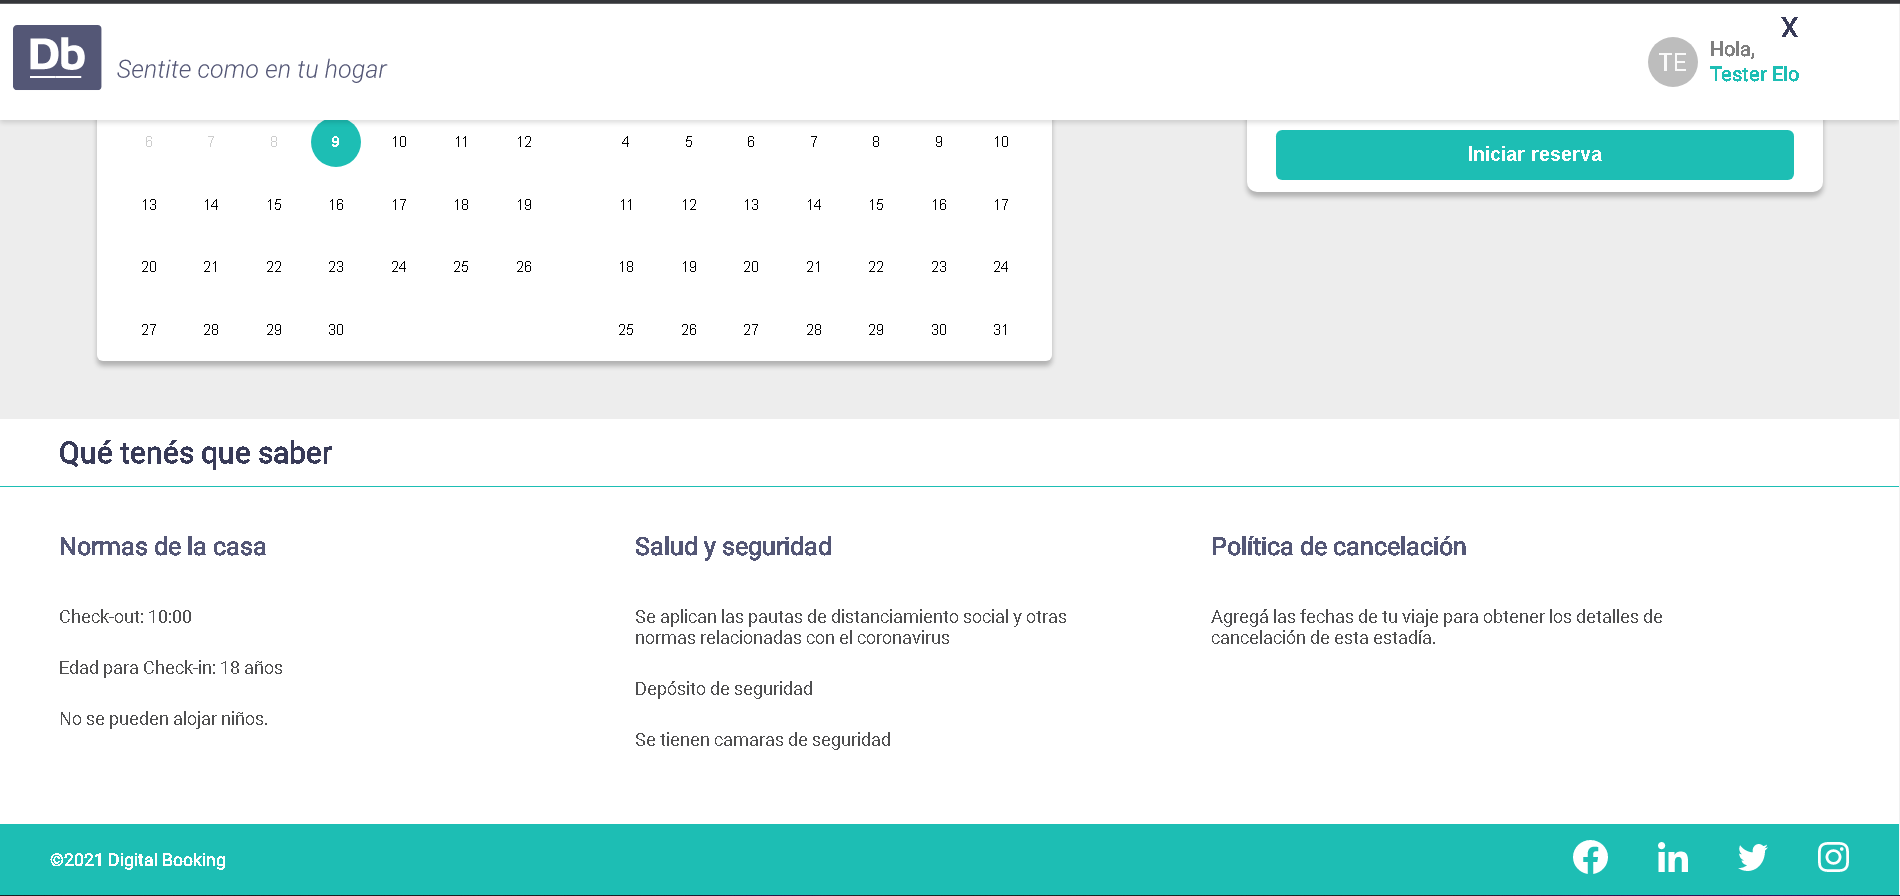 Db
Sentite como en tu hogar
X
TE
Hola,
Tester Elo
6 7 8 9 10 11 12
13 14 15 16 17 18 19
20 21 22 23 24 25 26
27 28 29 30
4 5 6 7 8 9 10
11 12 13 14 15 16 17
18 19 20 21 22 23 24
25 26 27 28 29 30 31
Iniciar reserva
Qué tenés que saber
Normas de la casa
Check-out: 10:00
Edad para Check-in: 18 años
No se pueden alojar niños.
Salud y seguridad
Se aplican las pautas de distanciamiento social y otras
normas relacionadas con el coronavirus
Depósito de seguridad
Se tienen camaras de seguridad
Política de cancelación
Agregá las fechas de tu viaje para obtener los detalles de
cancelación de esta estadía.
©2021 Digital Booking